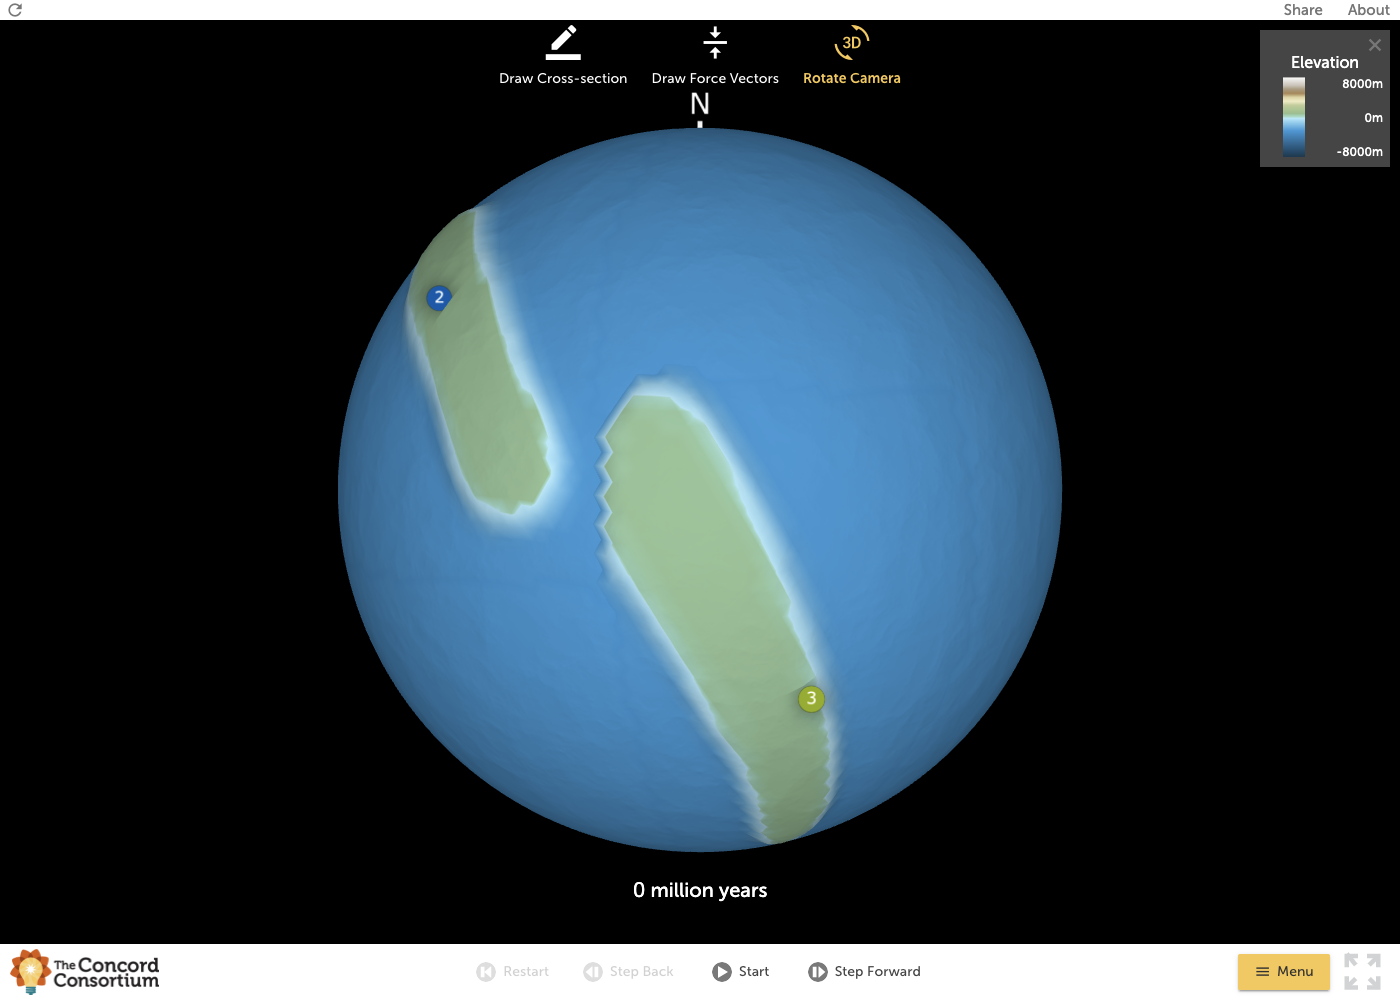 Share
About
Draw Cross-section
Draw Force Vectors
3D
Rotate Camera
N
Elevation
8000m
0m
-8000m
2
3
0 million years
The Concord
Consortium
Restart
Step Back
Start
Step Forward
Menu